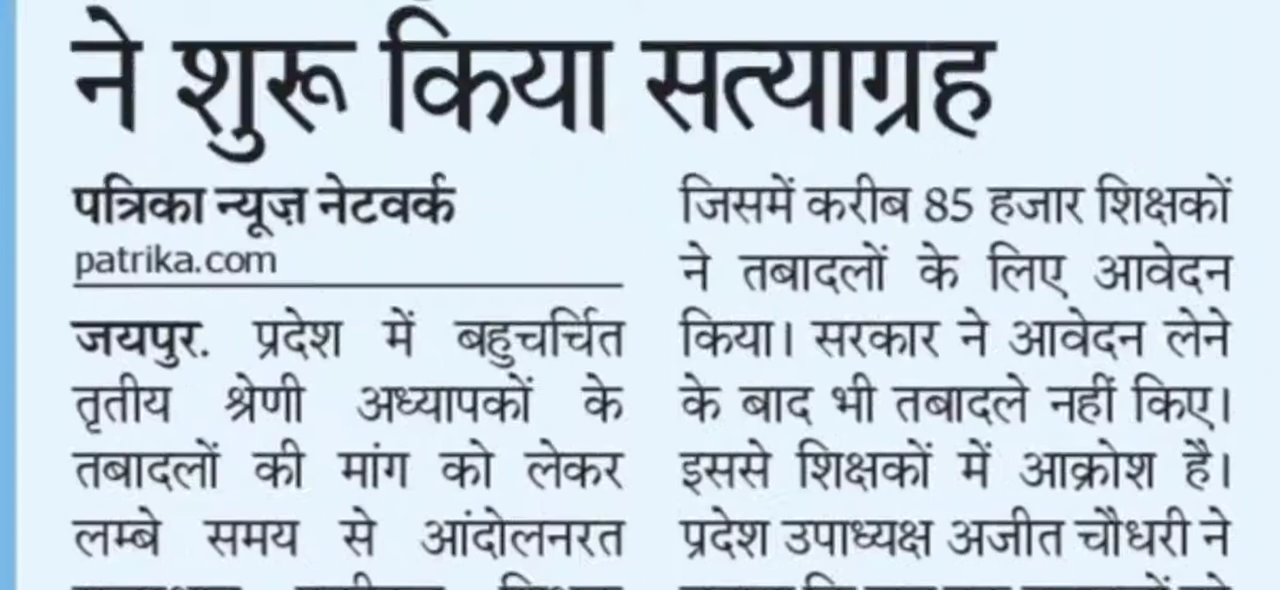 ने शुरू किया सत्याग्रह
पत्रिका न्यूज़ नेटवर्क
patrika.com
जयपुर. प्रदेश में बहुचर्चित
तृतीय श्रेणी अध्यापकों के
तबादलों की मांग को लेकर
लम्बे समय से आंदोलनरत
जिसमें करीब 85 हजार शिक्षकों
ने तबादलों के लिए आवेदन
किया। सरकार ने आवेदन लेने
के बाद भी तबादले नहीं किए।
इससे शिक्षकों में आक्रोश है।
प्रदेश उपाध्यक्ष अजीत चौधरी ने